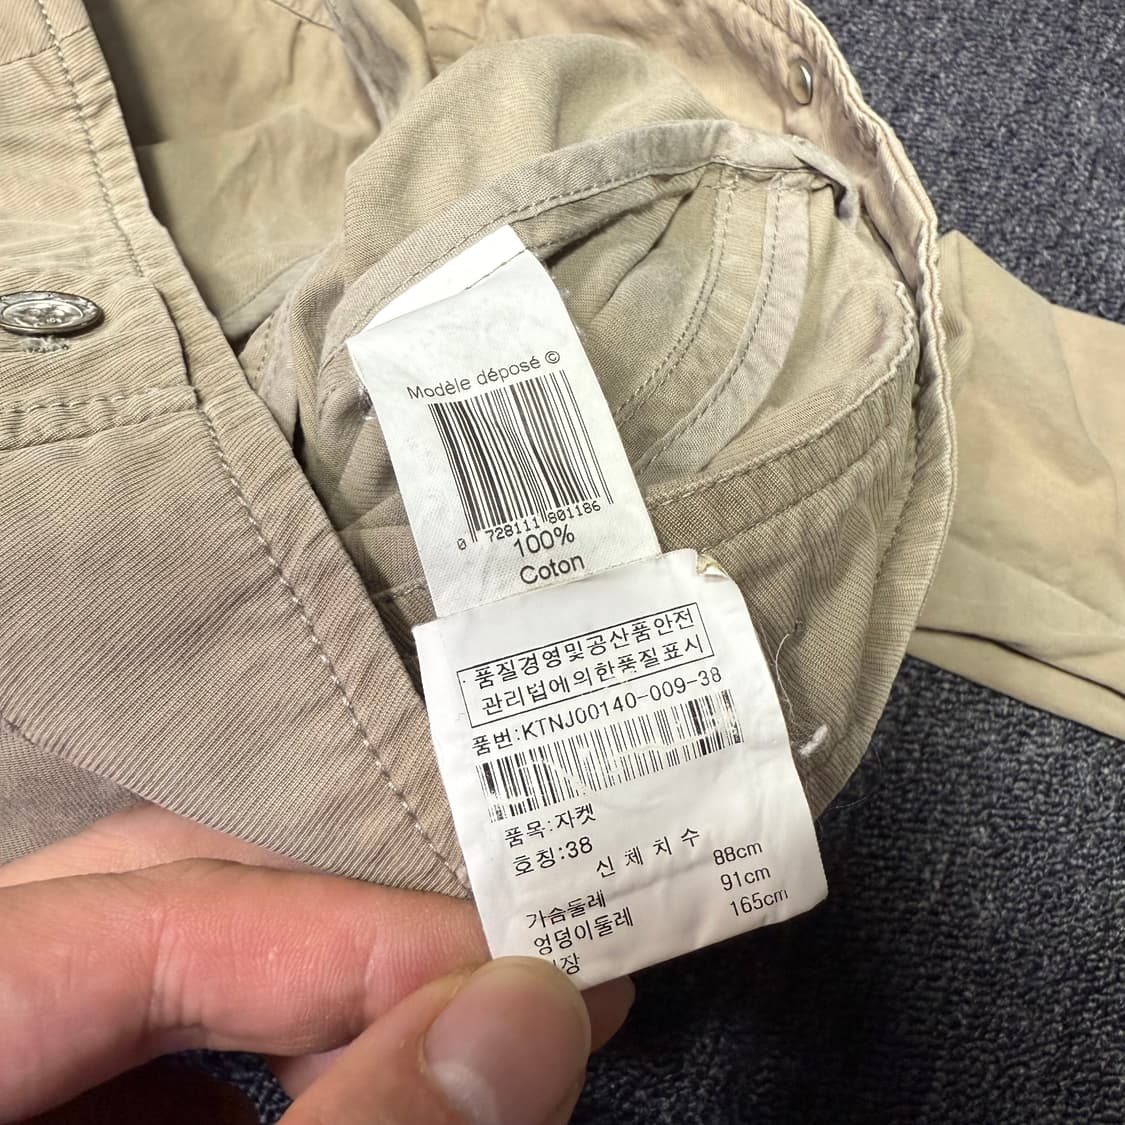 Modèle déposé ©
0 728111 801186
100%
Coton
품질경영및공산품안전
관리법에의한품질표시
품번:KTNJ00140-009-38
품목:자켓
호칭:38
신 체 치 수
가슴둘레 88cm
엉덩이둘레 91cm
165cm